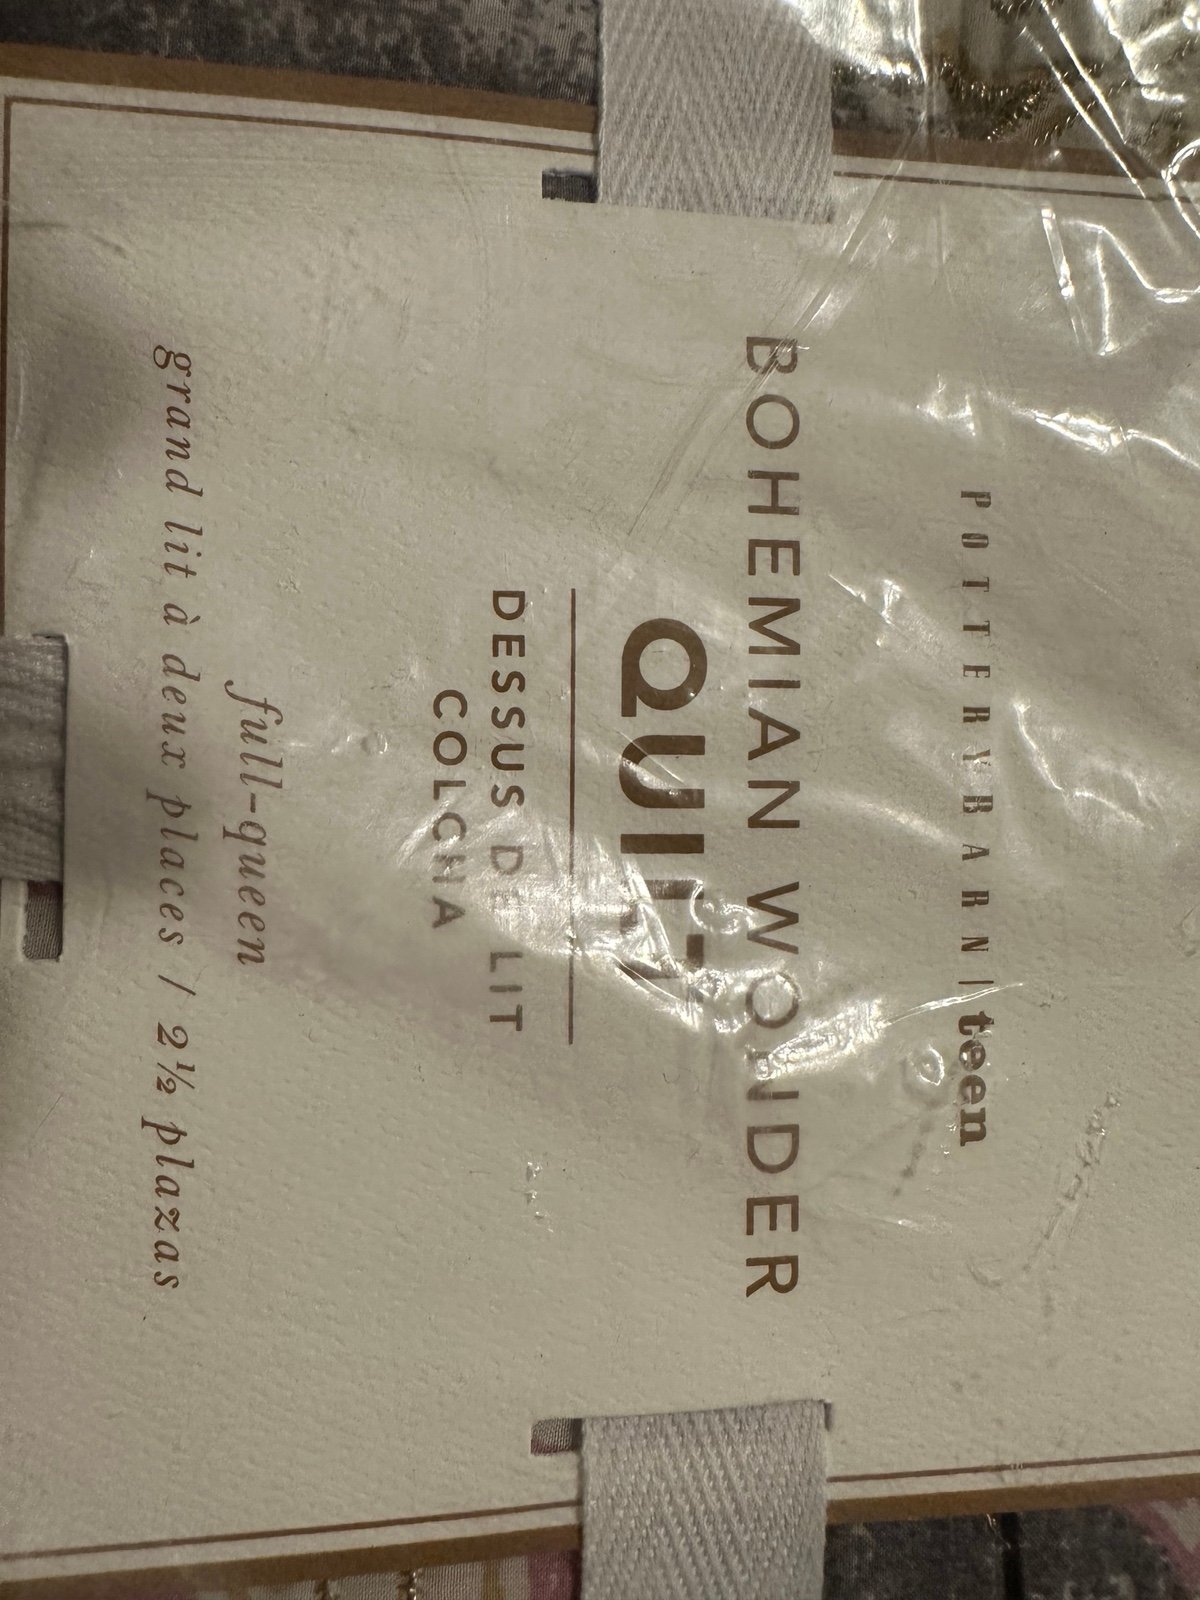 POTTERYBARN | teen
BOHEMIAN WONDER
QUILT
DESSUS DE LIT
COLCHA
full-queen
grand lit à deux places / 2½ plazas